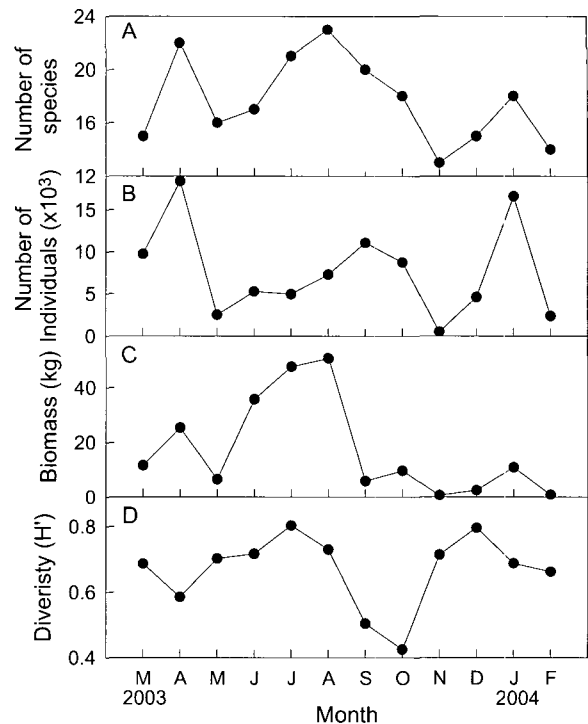 A
24
20
16
12
Number of
species
B
15
10
5
0
Number of
Individuals (x10³)
C
40
20
0
Biomass (kg)
D
0.8
0.6
0.4
Diveristy (H')
M A M J J A S O N D J F
2003 2004
Month